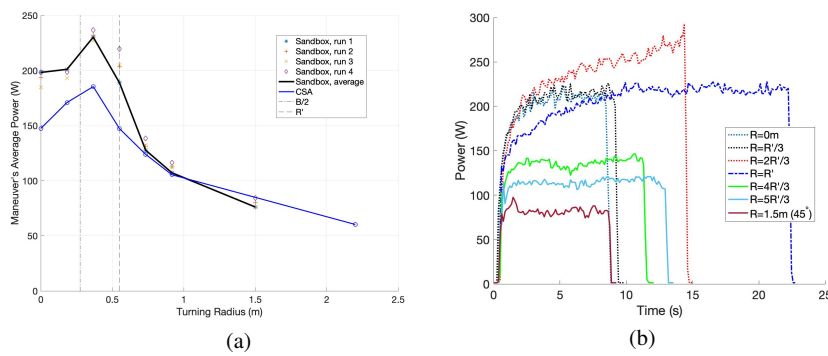 250
200
150
100
50
0
Maneuver's Average Power (W)
0
0.5
1
1.5
2
2.5
Turning Radius (m)
Sandbox, run 1
Sandbox, run 2
Sandbox, run 3
Sandbox, run 4
Sandbox, average
CSA
B/2
R'
(a)
300
250
200
150
100
50
0
Power (W)
0
5
10
15
20
25
Time (s)
R=0m
R=R'/3
R=2R'/3
R=R'
R=4R'/3
R=5R'/3
R=1.5m (45°)
(b)